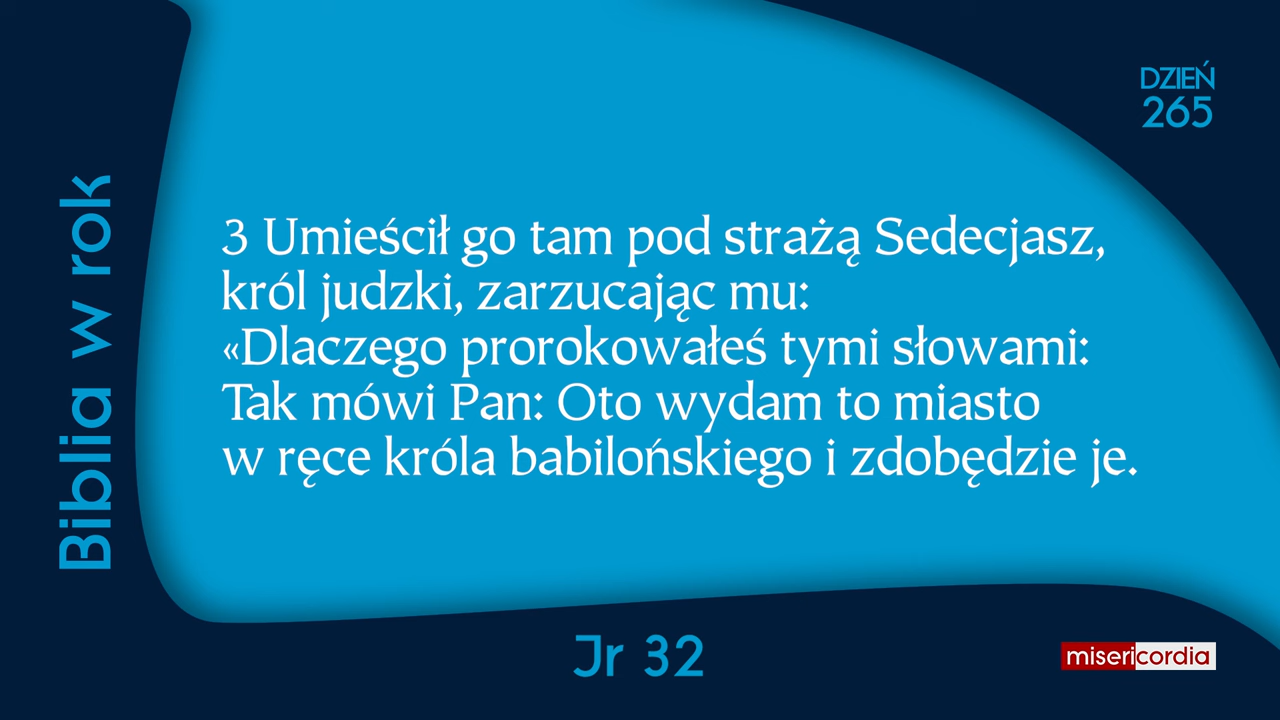 DZIEŃ
265
Biblia w rok
3 Umieścił go tam pod strażą Sedecjasz,
król judzki, zarzucając mu:
«Dlaczego prorokowałeś tymi słowami:
Tak mówi Pan: Oto wydam to miasto
w ręce króla babilońskiego i zdobędzie je.
Jr 32
misericordia